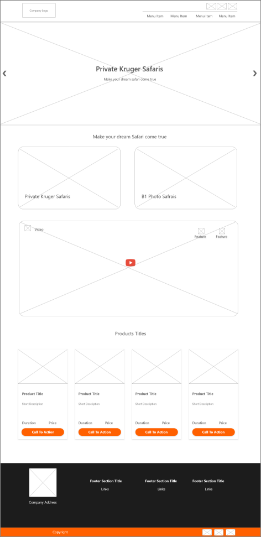 Company Logo
Menu Item Menu Item Menu Item Menu Item
Private Kruger Safaris
Make your dream safari come true
Make your dream Safari come true
Private Kruger Safaris
B1 Photo Safaris
Video
Products Titles
Product Title Product Title Product Title Product Title
Short Description Short Description Short Description Short Description
Duration Price Duration Price Duration Price Duration Price
Call To Action Call To Action Call To Action Call To Action
Footer Section Title Footer Section Title Footer Section Title
Links Links Links
Company Address
Copyright